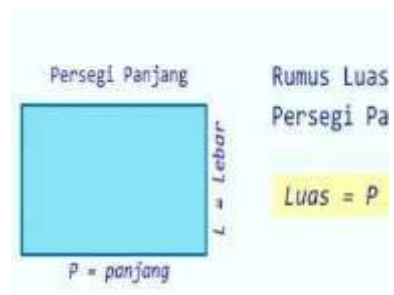 Persegi Panjang
L = Lebar
P = panjang
Rumus Luas
Persegi Pa
Luas = P